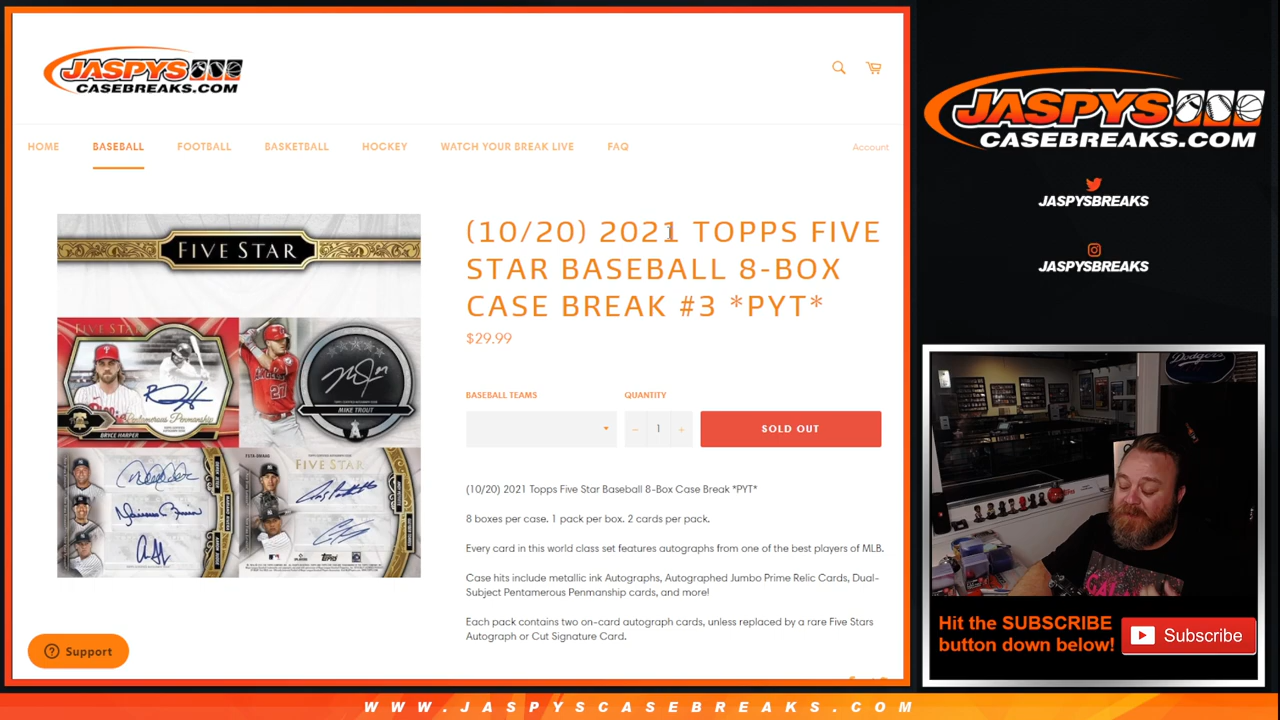 JASPYS
CASEBREAKS.COM
HOME BASEBALL FOOTBALL BASKETBALL HOCKEY WATCH YOUR BREAK LIVE FAQ Account
FIVE STAR
FIVE STAR
BRYCE HARPER
27
MIKE TROUT
FIVE STAR
(10/20) 2021 TOPPS FIVE
STAR BASEBALL 8-BOX
CASE BREAK #3 *PYT*
$29.99
BASEBALL TEAMS QUANTITY
− 1 + SOLD OUT
(10/20) 2021 Topps Five Star Baseball 8-Box Case Break *PYT*
8 boxes per case. 1 pack per box. 2 cards per pack.
Every card in this world class set features autographs from one of the best players of MLB.
Case hits include metallic ink Autographs, Autographed Jumbo Prime Relic Cards, Dual-
Subject Pentamerous Penmanship cards, and more!
Each pack contains two on-card autograph cards, unless replaced by a rare Five Stars
Autograph or Cut Signature Card.
Support
JASPYS
CASEBREAKS.COM
JASPYSBREAKS
JASPYSBREAKS
Dodgers
Hit the SUBSCRIBE
button down below!
Subscribe
WWW.JASPYSCASEBREAKS.COM